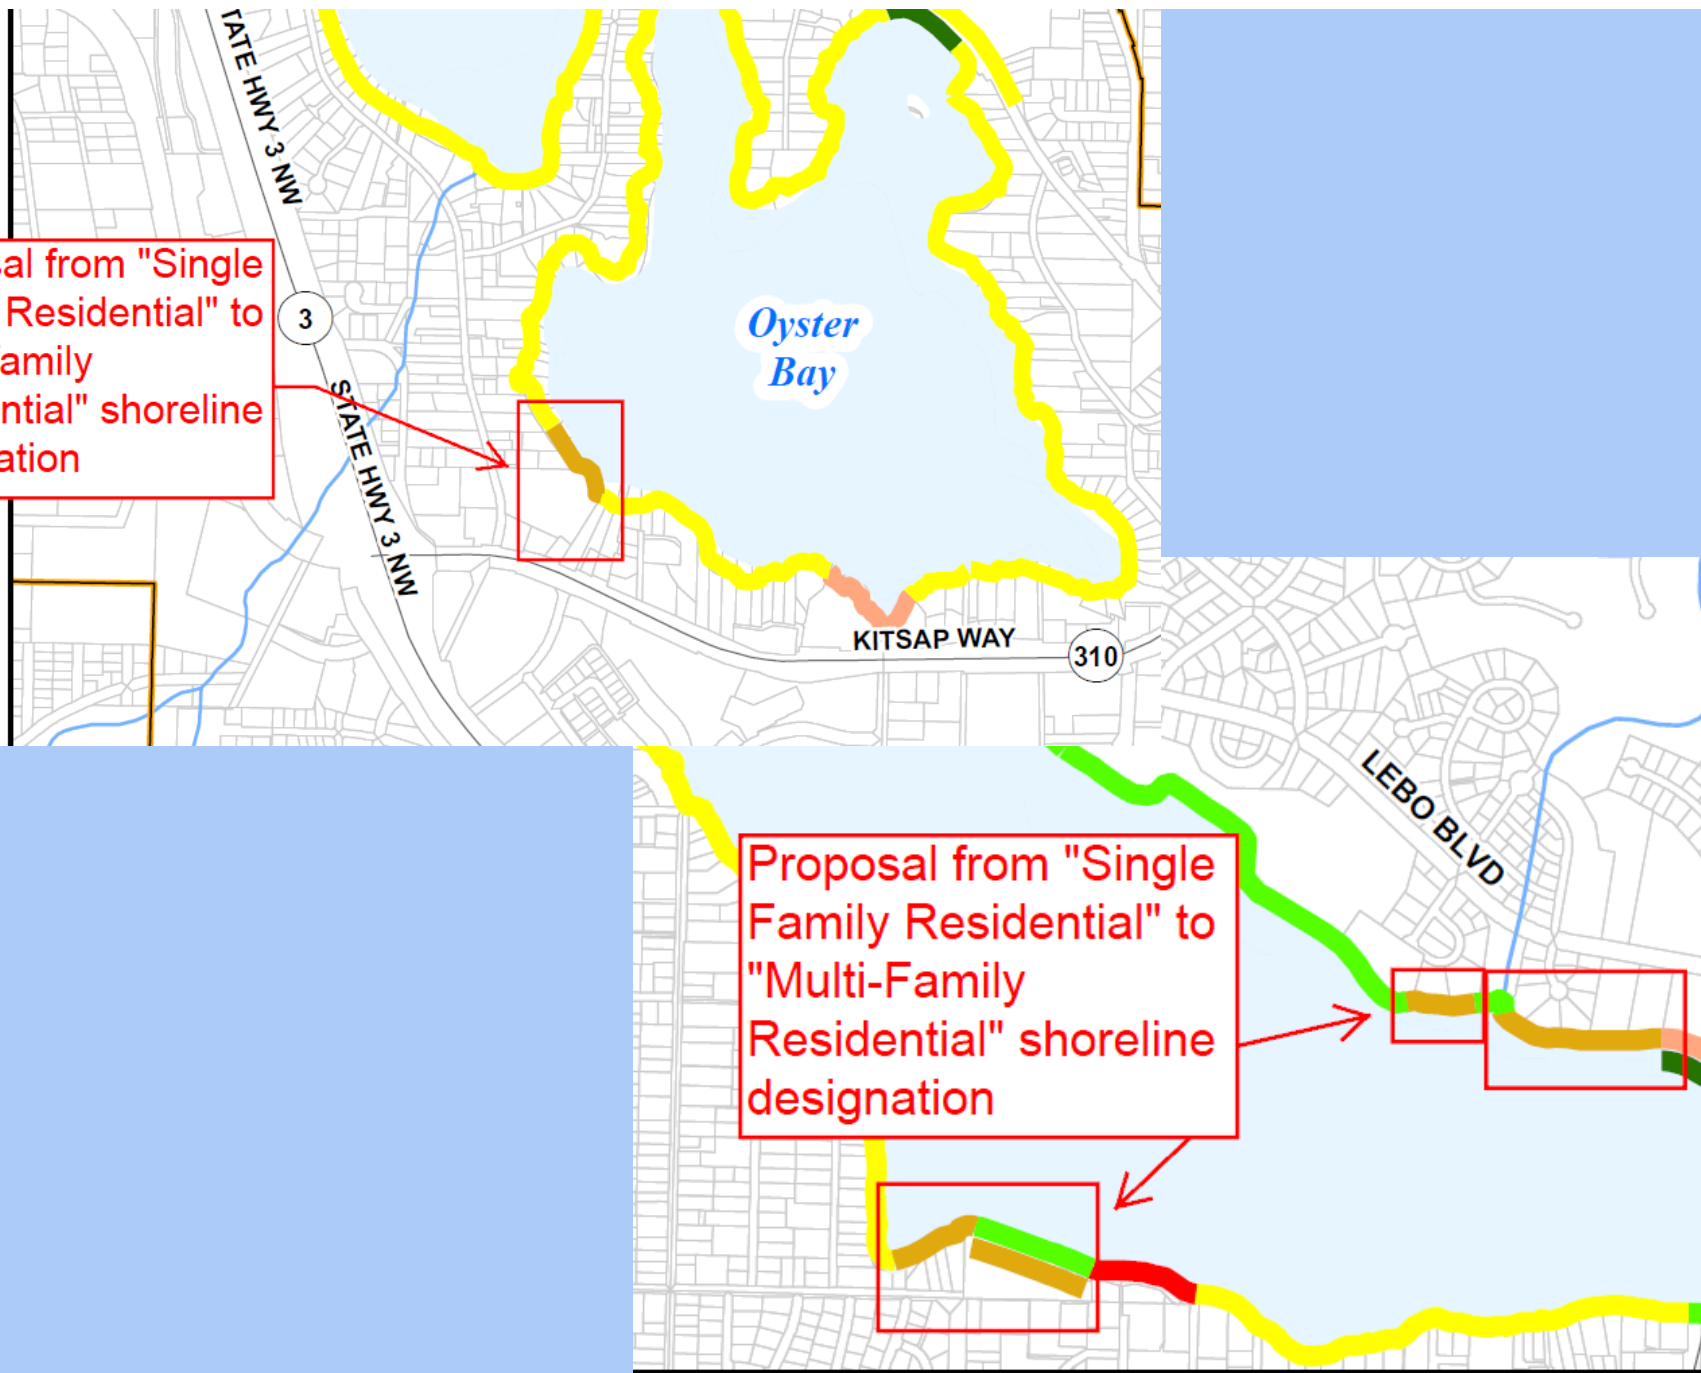 TATE HWY 3 NW
al from "Single
Residential" to
amily
ntial" shoreline
ation
3
STATE HWY 3 NW
Oyster
Bay
KITSAP WAY
310
LEBO BLVD
Proposal from "Single
Family Residential" to
"Multi-Family
Residential" shoreline
designation